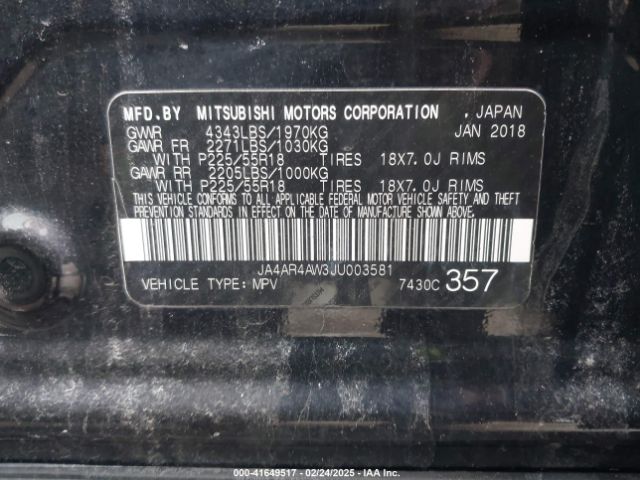 MFD.BY MITSUBISHI MOTORS CORPORATION . JAPAN
GVWR 4343LBS/1970KG JAN 2018
GAWR FR 2271LBS/1030KG
WITH P225/55R18 TIRES 18X7.0J RIMS
GAWR RR 2205LBS/1000KG
WITH P225/55R18 TIRES 18X7.0J RIMS
THIS VEHICLE CONFORMS TO ALL APPLICABLE FEDERAL MOTOR VEHICLE SAFETY AND THEFT
PREVENTION STANDARDS IN EFFECT ON THE DATE OF MANUFACTURE SHOWN ABOVE.
JA4AR4AW3JU003581
VEHICLE TYPE: MPV 7430C 357
000-41649517 - 02/24/2025 - IAA Inc.